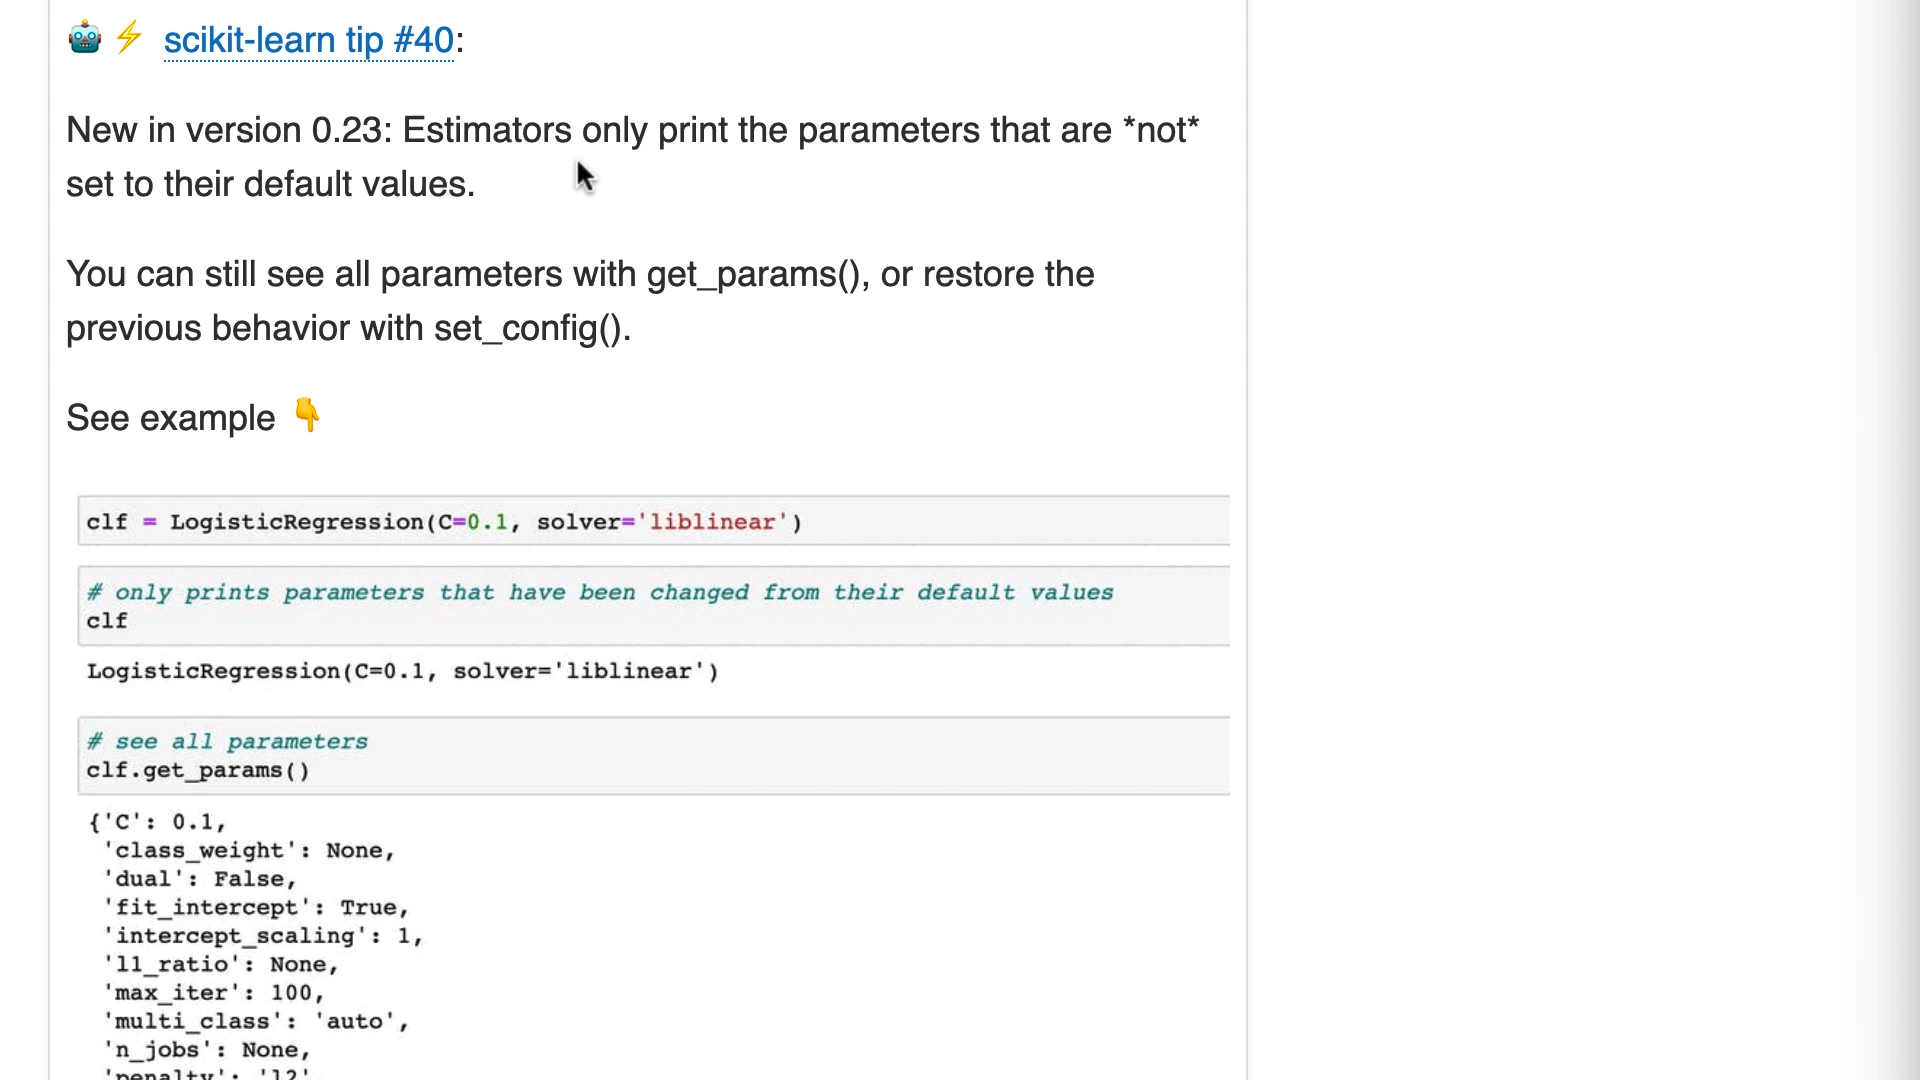 scikit-learn tip #40:
New in version 0.23: Estimators only print the parameters that are *not*
set to their default values.
You can still see all parameters with get_params(), or restore the
previous behavior with set_config().
See example
clf = LogisticRegression(C=0.1, solver='liblinear')
# only prints parameters that have been changed from their default values
clf
LogisticRegression(C=0.1, solver='liblinear')
# see all parameters
clf.get_params()
{'C': 0.1,
 'class_weight': None,
 'dual': False,
 'fit_intercept': True,
 'intercept_scaling': 1,
 'l1_ratio': None,
 'max_iter': 100,
 'multi_class': 'auto',
 'n_jobs': None,
 'penalty': 'l2',